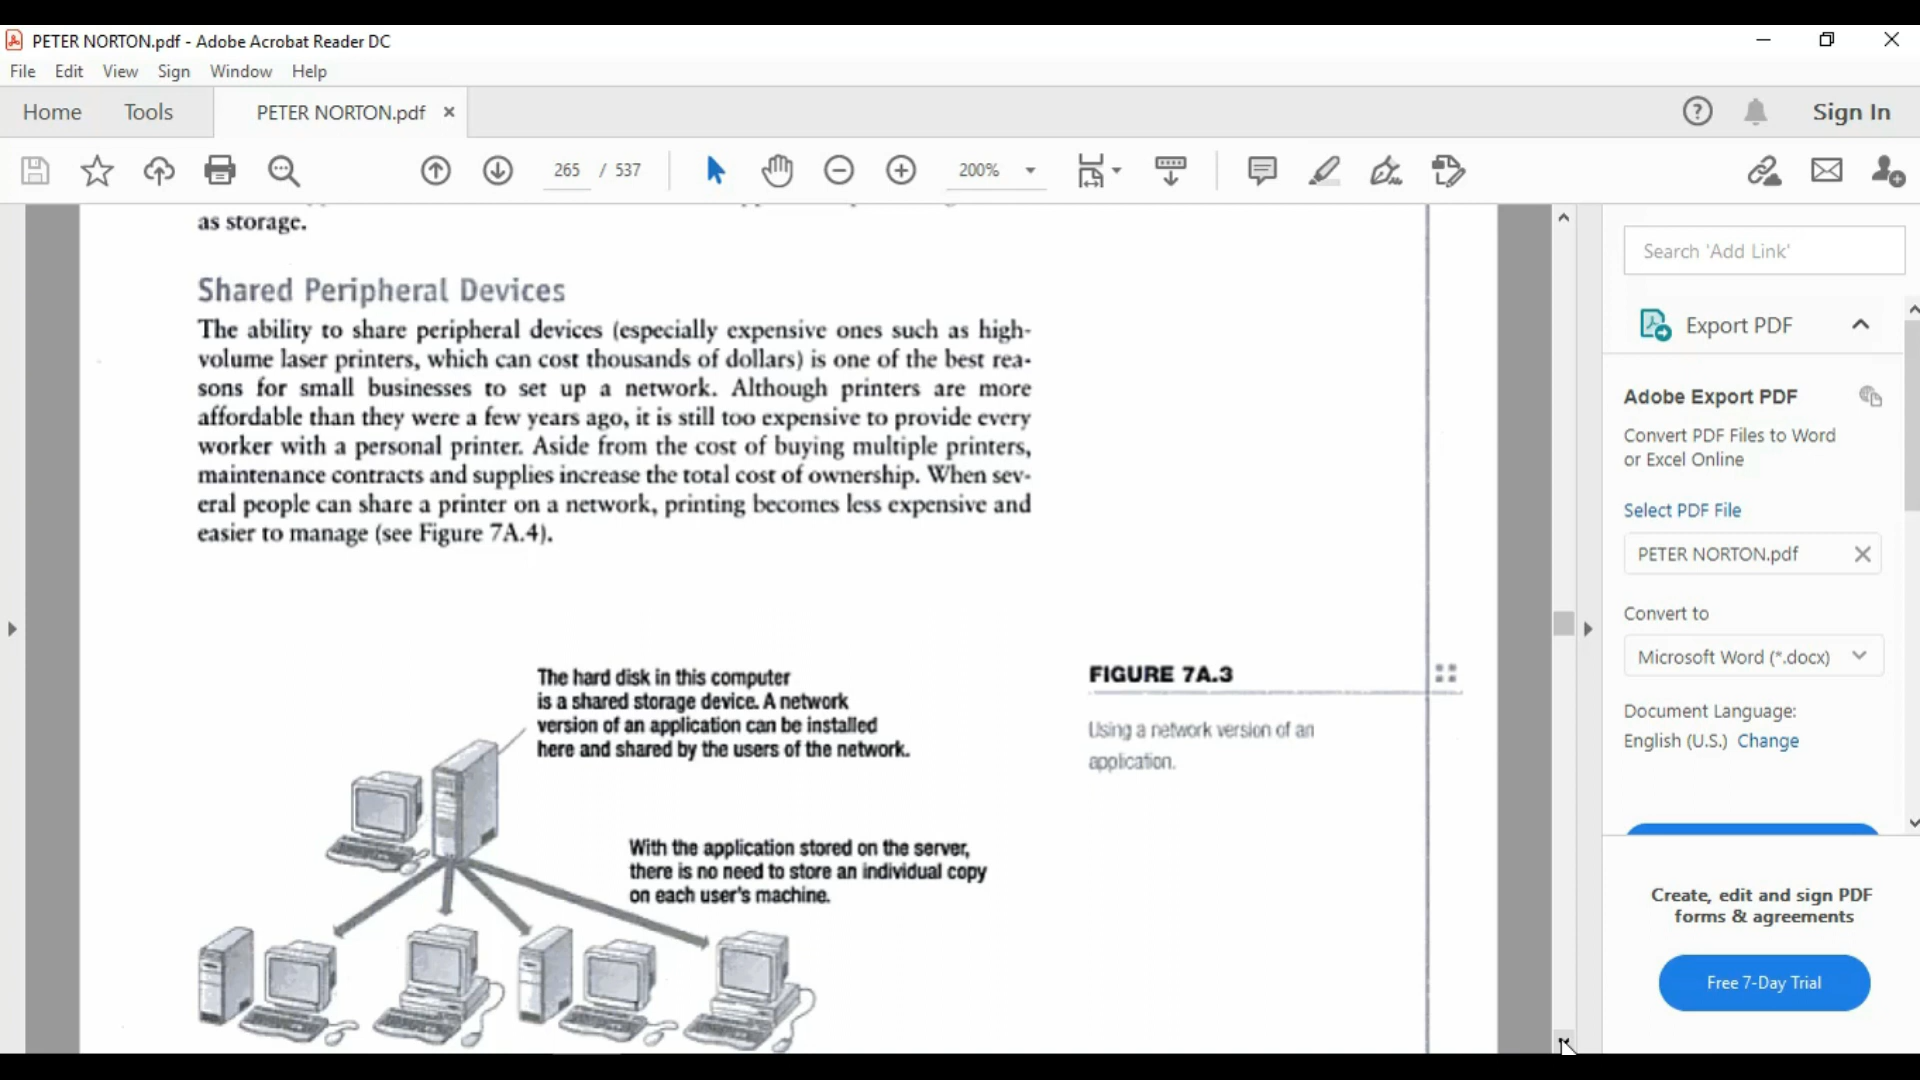 PETER NORTON.pdf - Adobe Acrobat Reader DC
File Edit View Sign Window Help
Home Tools PETER NORTON.pdf Sign In
265 / 537 200%
as storage.
Shared Peripheral Devices
The ability to share peripheral devices (especially expensive ones such as high-
volume laser printers, which can cost thousands of dollars) is one of the best rea-
sons for small businesses to set up a network. Although printers are more
affordable than they were a few years ago, it is still too expensive to provide every
worker with a personal printer. Aside from the cost of buying multiple printers,
maintenance contracts and supplies increase the total cost of ownership. When sev-
eral people can share a printer on a network, printing becomes less expensive and
easier to manage (see Figure 7A.4).
The hard disk in this computer
is a shared storage device. A network
version of an application can be installed
here and shared by the users of the network.
With the application stored on the server,
there is no need to store an individual copy
on each user's machine.
FIGURE 7A.3
Using a network version of an
application.
Search 'Add Link'
Export PDF
Adobe Export PDF
Convert PDF Files to Word
or Excel Online
Select PDF File
PETER NORTON.pdf
Convert to
Microsoft Word (*.docx)
Document Language:
English (U.S.) Change
Create, edit and sign PDF
forms & agreements
Free 7-Day Trial